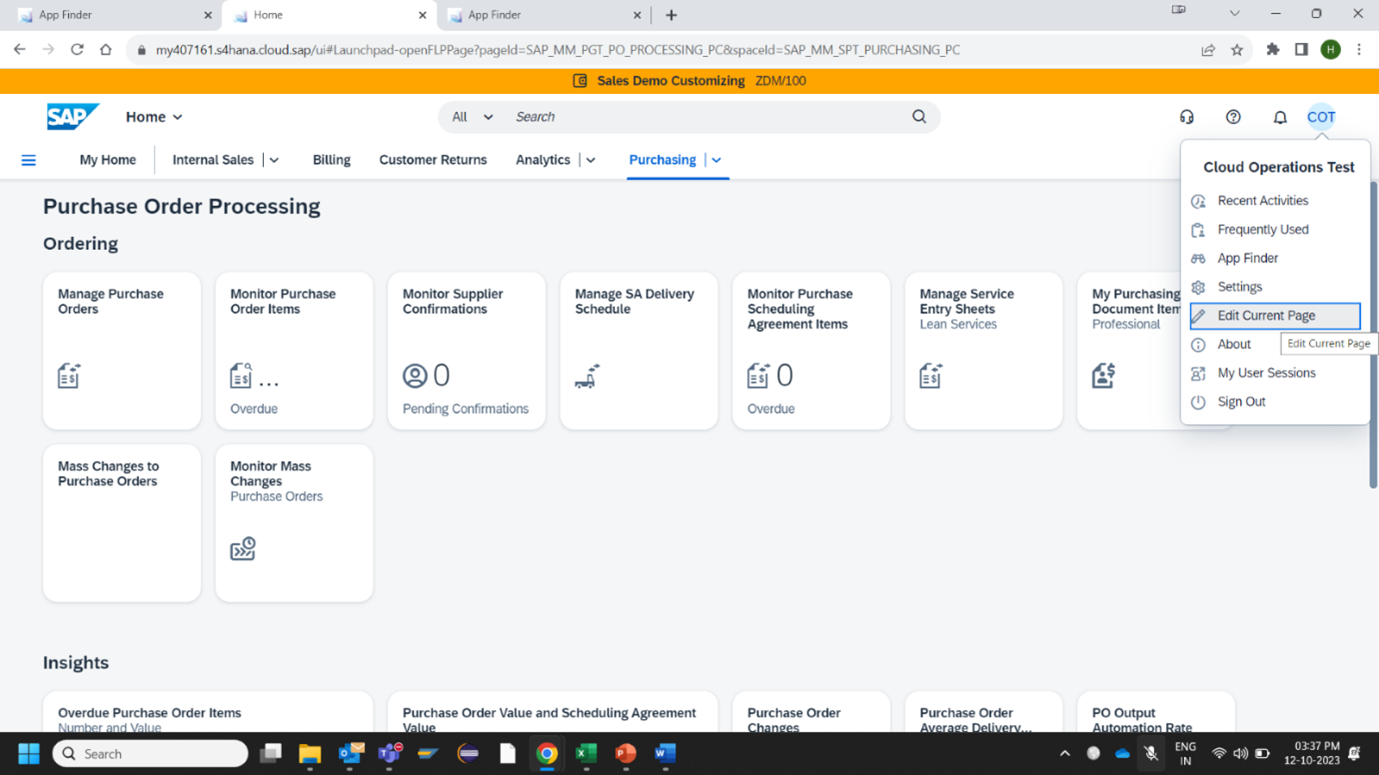 App Finder
Home
App Finder
my407161.s4hana.cloud.sap/ui#Launchpad-openFLPPage?pageId=SAP_MM_PGT_PO_PROCESSING_PC&spaceId=SAP_MM_SPT_PURCHASING_PC
H
Sales Demo Customizing ZDM/100
SAP
Home
All
Search
COT
My Home
Internal Sales
Billing
Customer Returns
Analytics
Purchasing
Cloud Operations Test
Recent Activities
Frequently Used
App Finder
Settings
Edit Current Page
About
Edit Current Page
My User Sessions
Sign Out
Purchase Order Processing
Ordering
Manage Purchase
Orders
Monitor Purchase
Order Items
...
Overdue
Monitor Supplier
Confirmations
0
Pending Confirmations
Manage SA Delivery
Schedule
Monitor Purchase
Scheduling
Agreement Items
0
Overdue
Manage Service
Entry Sheets
Lean Services
My Purchasing
Document Item
Professional
Mass Changes to
Purchase Orders
Monitor Mass
Changes
Purchase Orders
Insights
Overdue Purchase Order Items
Number and Value
Purchase Order Value and Scheduling Agreement
Value
Purchase Order
Changes
Purchase Order
Average Delivery...
PO Output
Automation Rate
Search
ENG
IN
03:37 PM
12-10-2023